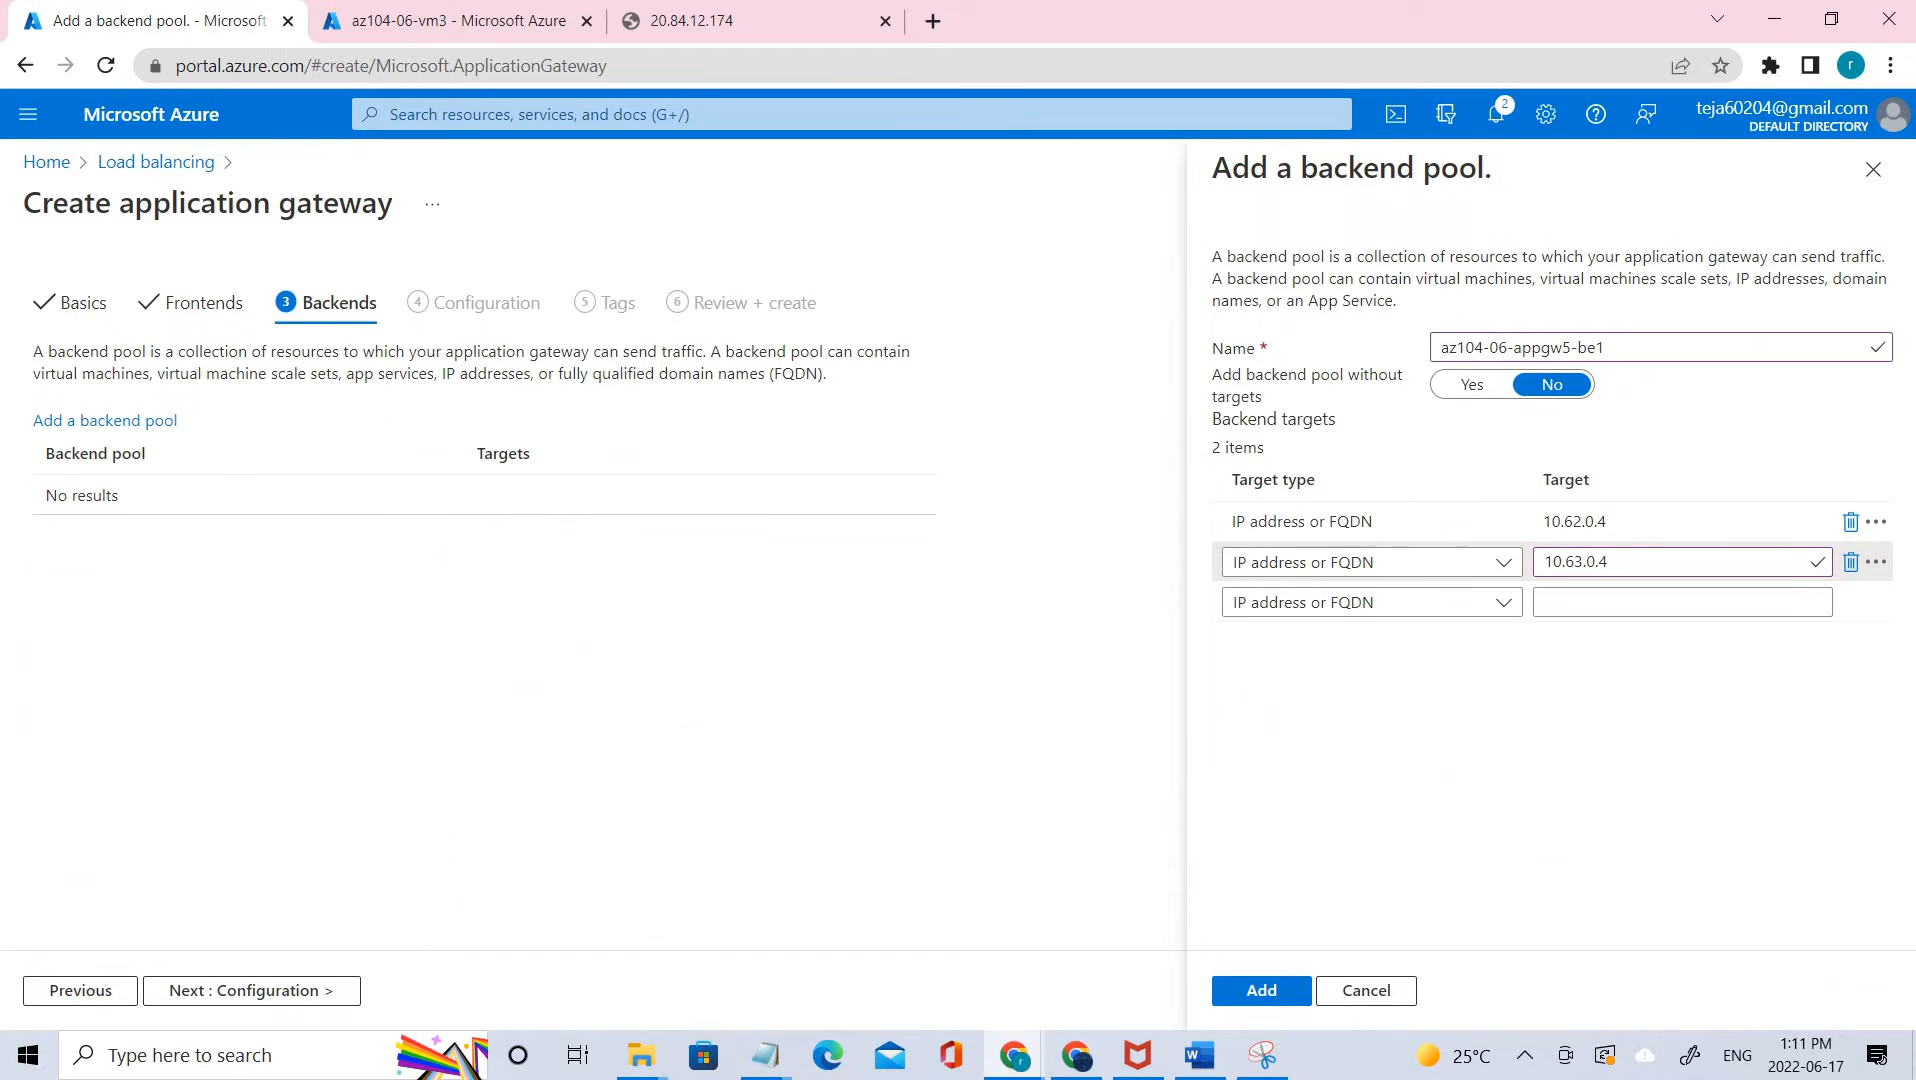 Add a backend pool. - Microsoft
az104-06-vm3 - Microsoft Azure
20.84.12.174
portal.azure.com/#create/Microsoft.ApplicationGateway
r
Microsoft Azure
Search resources, services, and docs (G+/)
2
teja60204@gmail.com
DEFAULT DIRECTORY
Home > Load balancing >
Create application gateway ...
Basics
Frontends
3 Backends
4 Configuration
5 Tags
6 Review + create
A backend pool is a collection of resources to which your application gateway can send traffic. A backend pool can contain
virtual machines, virtual machine scale sets, app services, IP addresses, or fully qualified domain names (FQDN).
Add a backend pool
Backend pool Targets
No results
Previous
Next : Configuration >
Add a backend pool.
A backend pool is a collection of resources to which your application gateway can send traffic.
A backend pool can contain virtual machines, virtual machines scale sets, IP addresses, domain
names, or an App Service.
Name * az104-06-appgw5-be1
Add backend pool without
targets
Yes No
Backend targets
2 items
Target type Target
IP address or FQDN 10.62.0.4
IP address or FQDN 10.63.0.4
IP address or FQDN
Add
Cancel
Type here to search
25°C
ENG
1:11 PM
2022-06-17